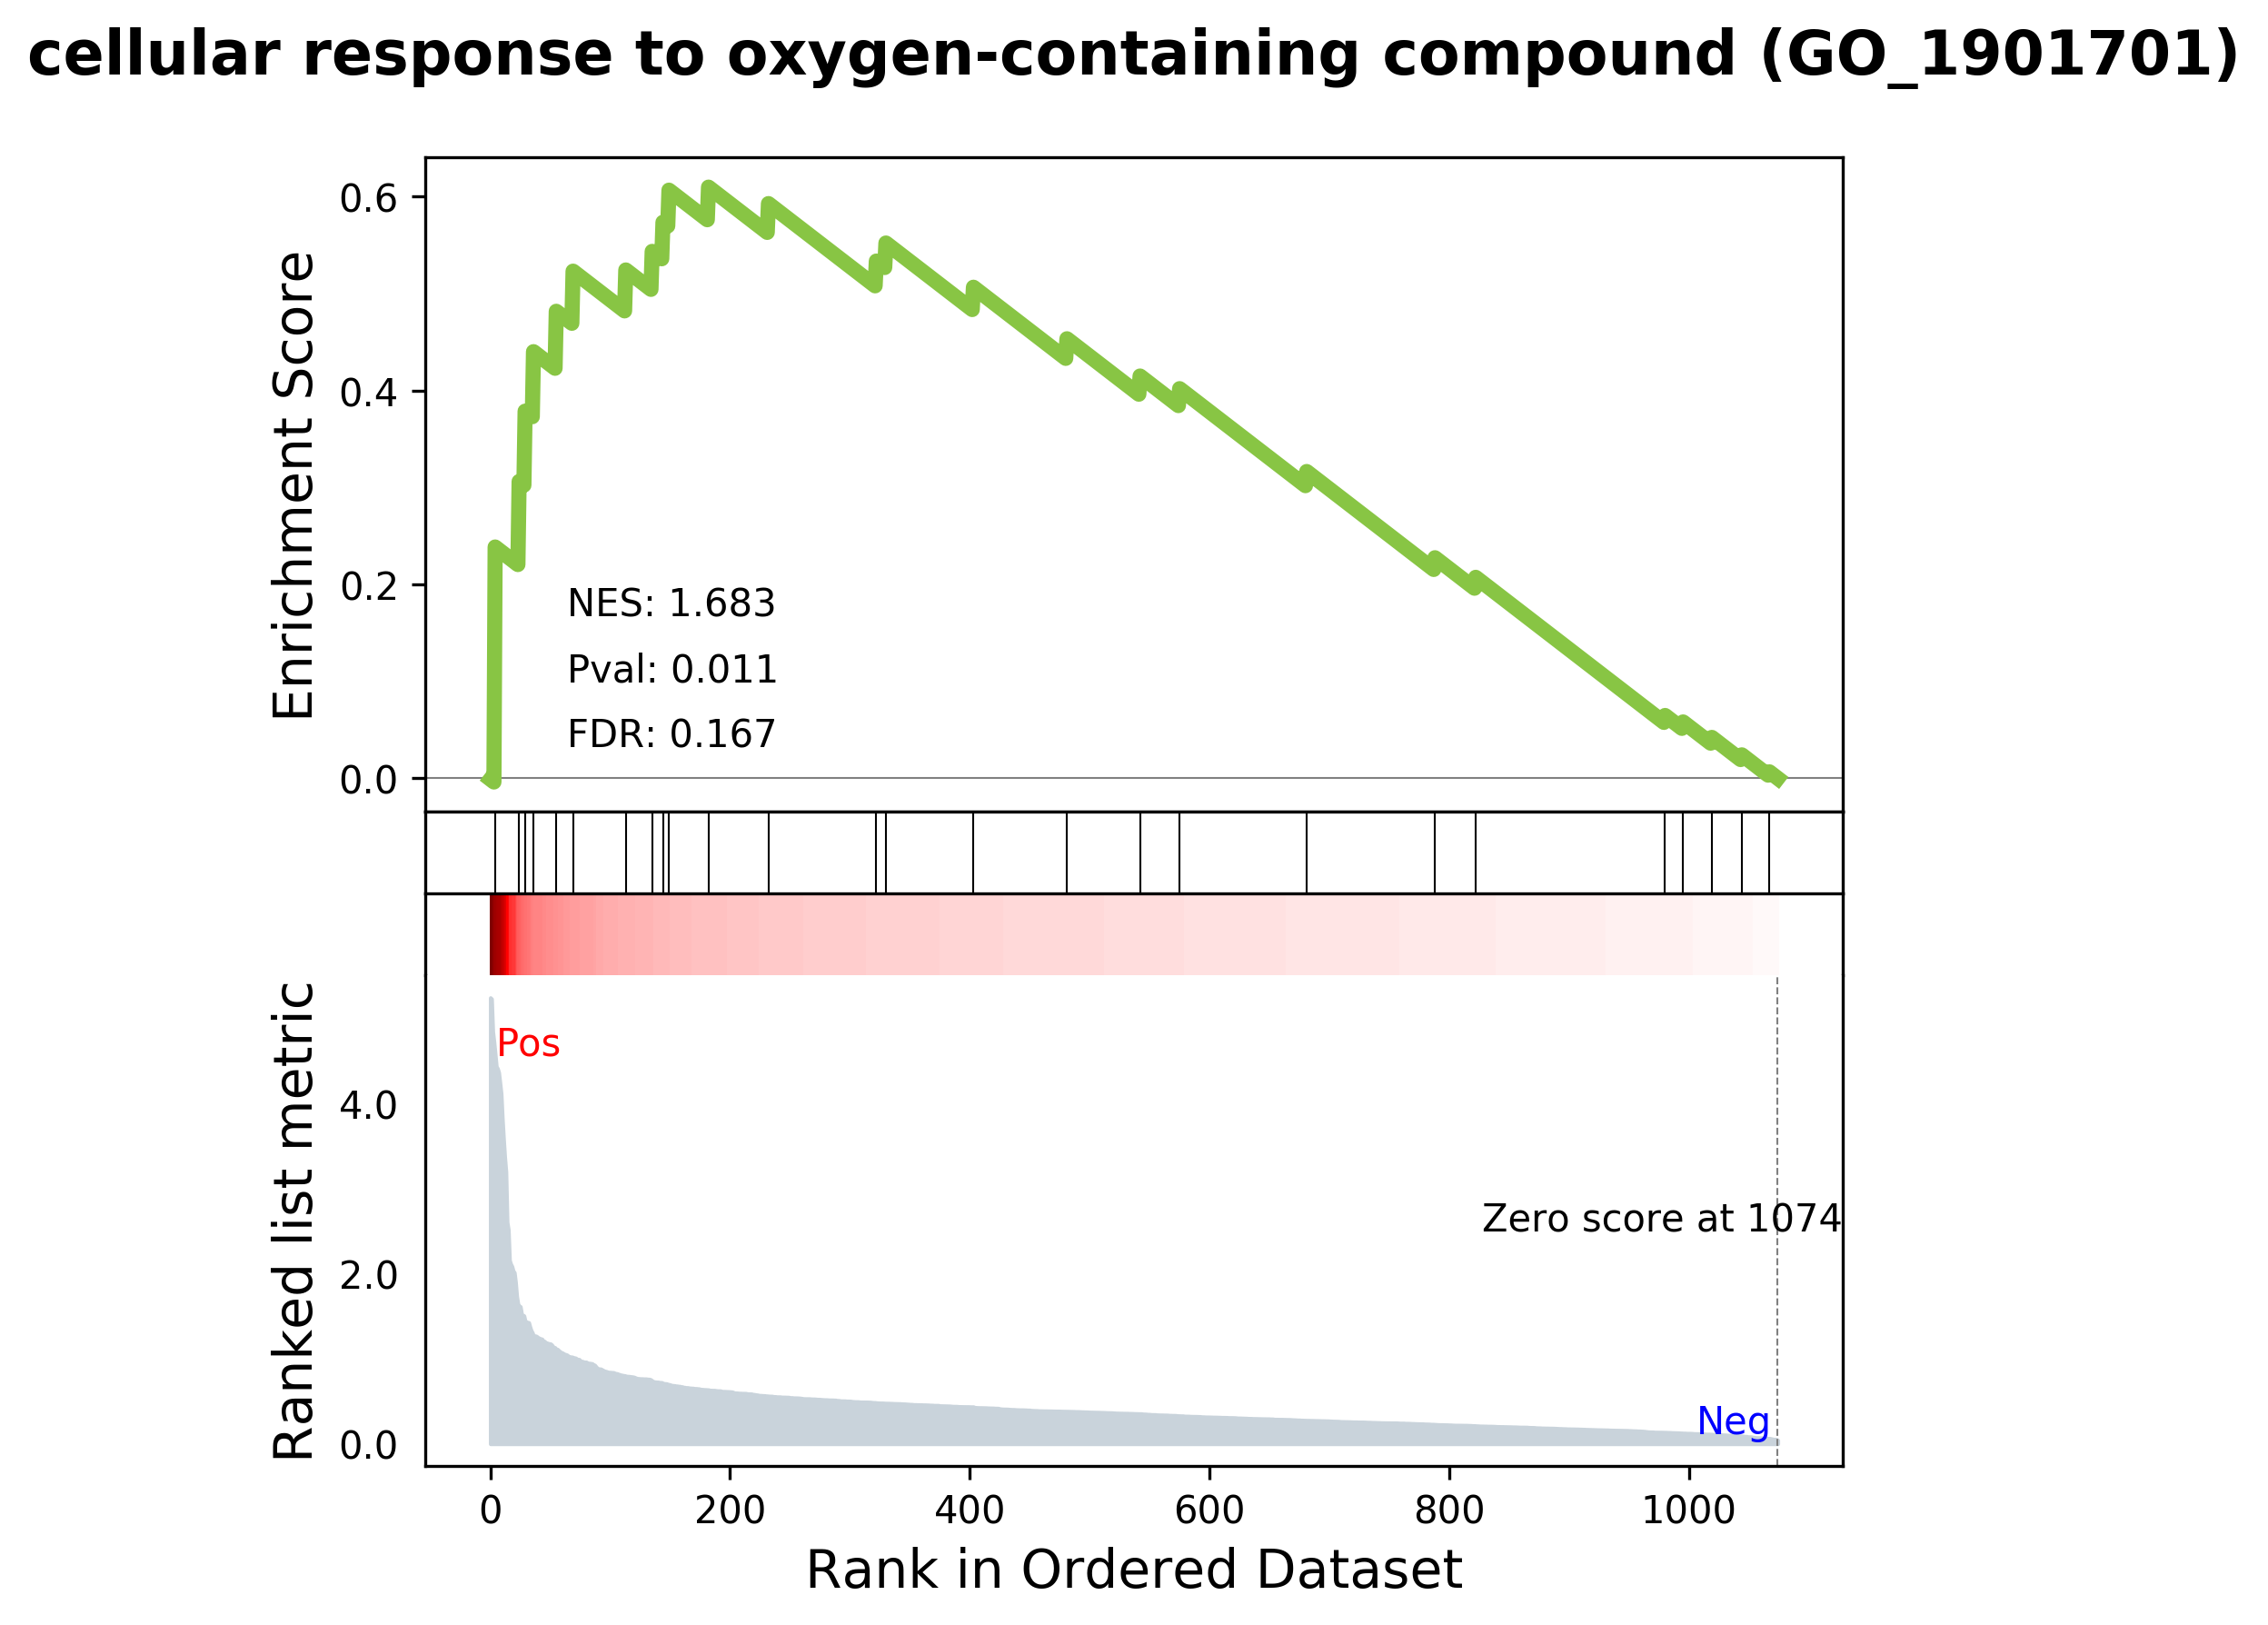 cellular response to oxygen-containing compound (GO_1901701)
Enrichment Score
0.6
0.4
0.2
0.0
NES: 1.683
Pval: 0.011
FDR: 0.167
Ranked list metric
4.0
2.0
0.0
Pos
Zero score at 1074
Neg
0 200 400 600 800 1000
Rank in Ordered Dataset